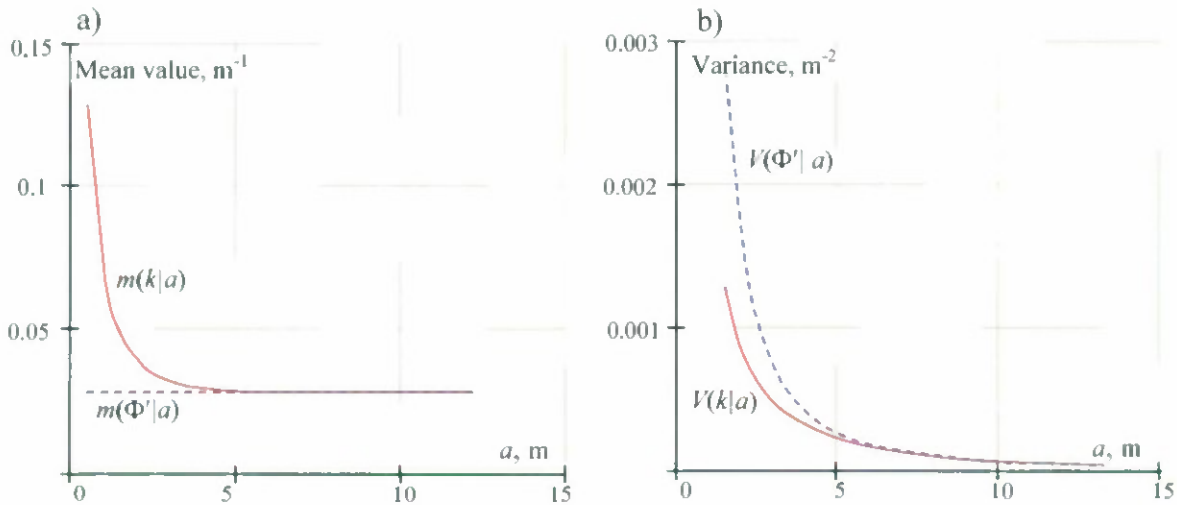 a)
0.15
Mean value, m⁻¹
0.1
m(k|a)
0.05
m(Φ'|a)
a, m
0
5
10
15
b)
0.003
Variance, m⁻²
V(Φ'|a)
0.002
0.001
V(k|a)
a, m
0
5
10
15